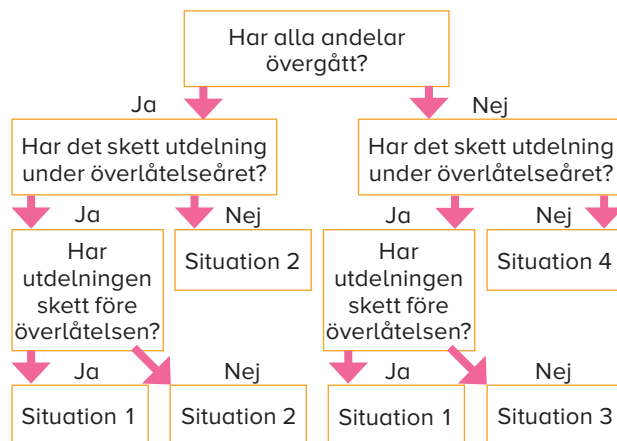 Har alla andelar
övergått?
Ja
Nej
Har det skett utdelning
under överlåtelseåret?
Har det skett utdelning
under överlåtelseåret?
Ja
Nej
Ja
Nej
Har
utdelningen
skett före
överlåtelsen?
Situation 2
Har
utdelningen
skett före
överlåtelsen?
Situation 4
Ja
Nej
Ja
Nej
Situation 1
Situation 2
Situation 1
Situation 3